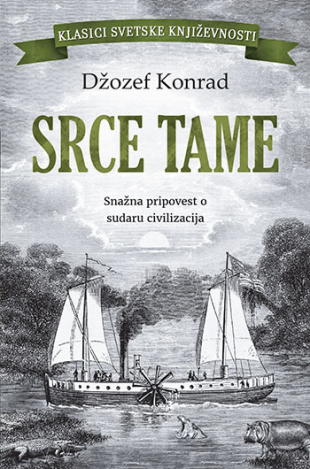 KLASICI SVETSKE KNJIŽEVNOSTI
Džozef Konrad
SRCE TAME
Snažna pripovest o
sudaru civilizacija